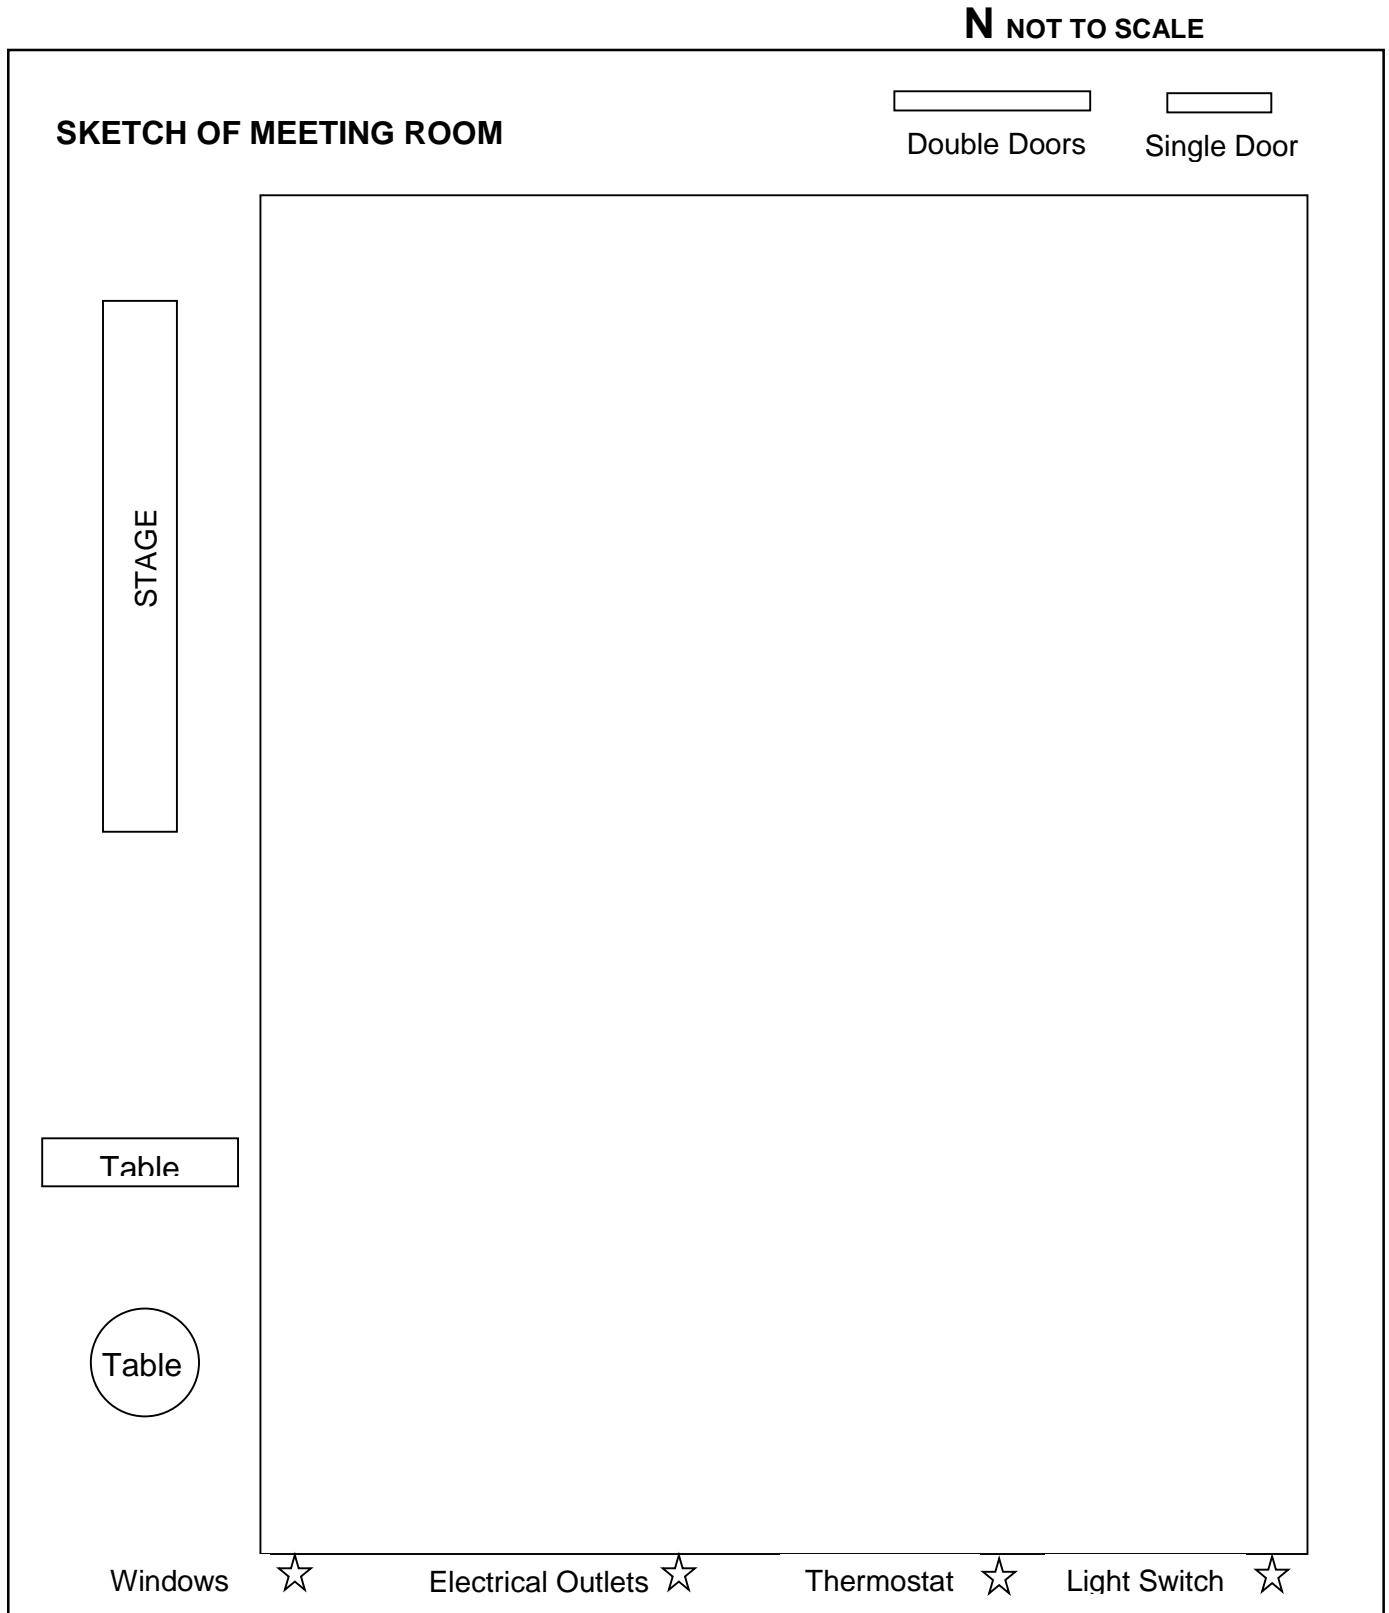 N NOT TO SCALE
SKETCH OF MEETING ROOM
Double Doors
Single Door
STAGE
Table
Table
Windows
Electrical Outlets
Thermostat
Light Switch